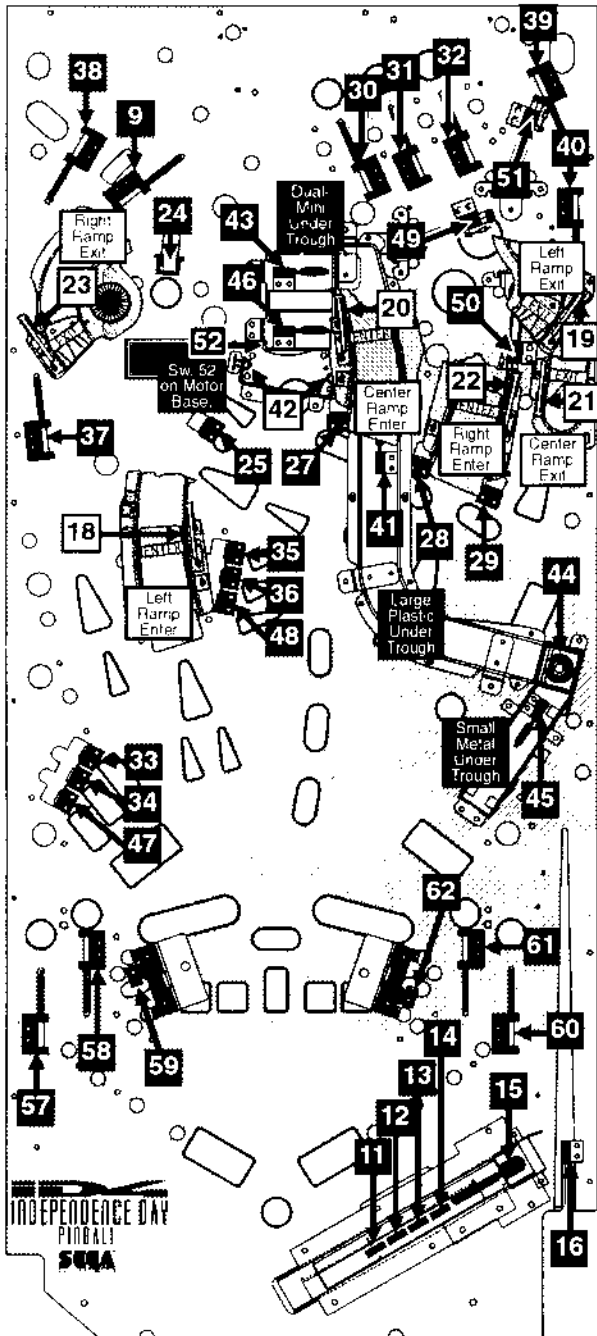 39
38
32
31
30
9
51
40
Dual-
Mini
Under
Trough
24
43
49
Right
Ramp
Exit
Left
Ramp
Exit
46
50
23
20
19
52
ENTER
Sw. 52
on Motor
Base.
42
22
ENTER
21
Center
Ramp
Enter
Right
Ramp
Enter
Center
Ramp
Exit
37
25
27
41
28
29
18
ENTER
35
36
48
Left
Ramp
Enter
44
Large
Plastic
Under
Trough
Small
Metal
Under
Trough
33
34
47
45
62
61
58
59
60
57
14
13
12
15
11
16
INDEPENDENCE DAY
PINBALL
SEGA